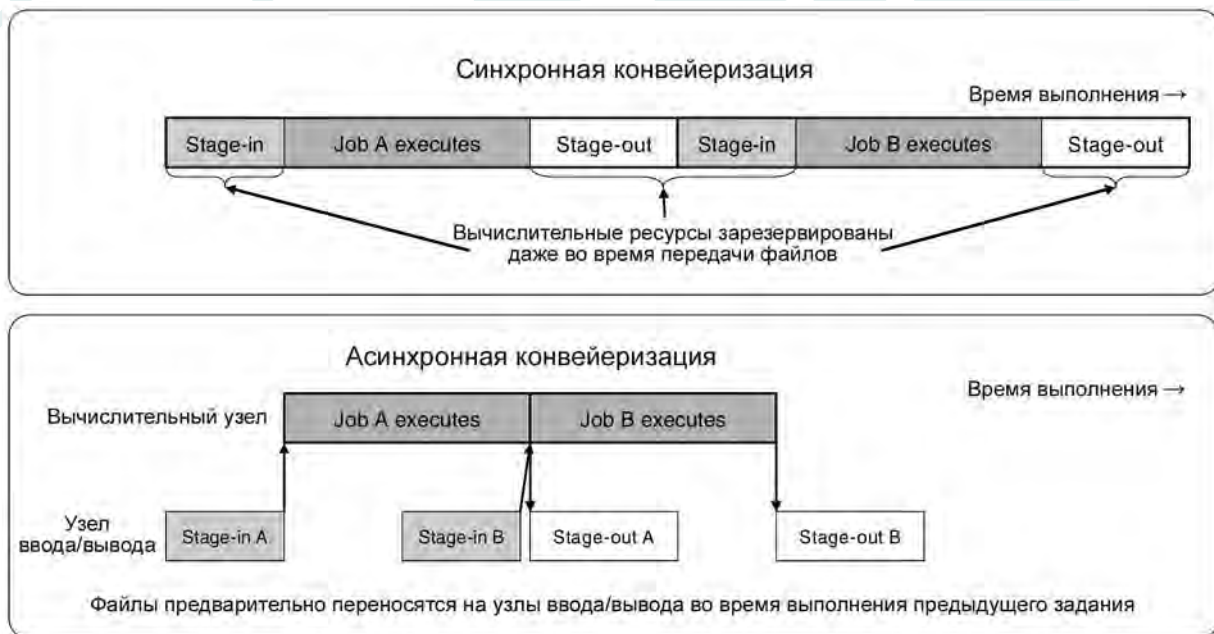 Синхронная конвейеризация
Время выполнения →
Stage-in
Job A executes
Stage-out
Stage-in
Job B executes
Stage-out
Вычислительные ресурсы зарезервированы
даже во время передачи файлов
Асинхронная конвейеризация
Время выполнения →
Вычислительный узел
Job A executes
Job B executes
Узел
ввода/вывода
Stage-in A
Stage-in B
Stage-out A
Stage-out B
Файлы предварительно переносятся на узлы ввода/вывода во время выполнения предыдущего задания